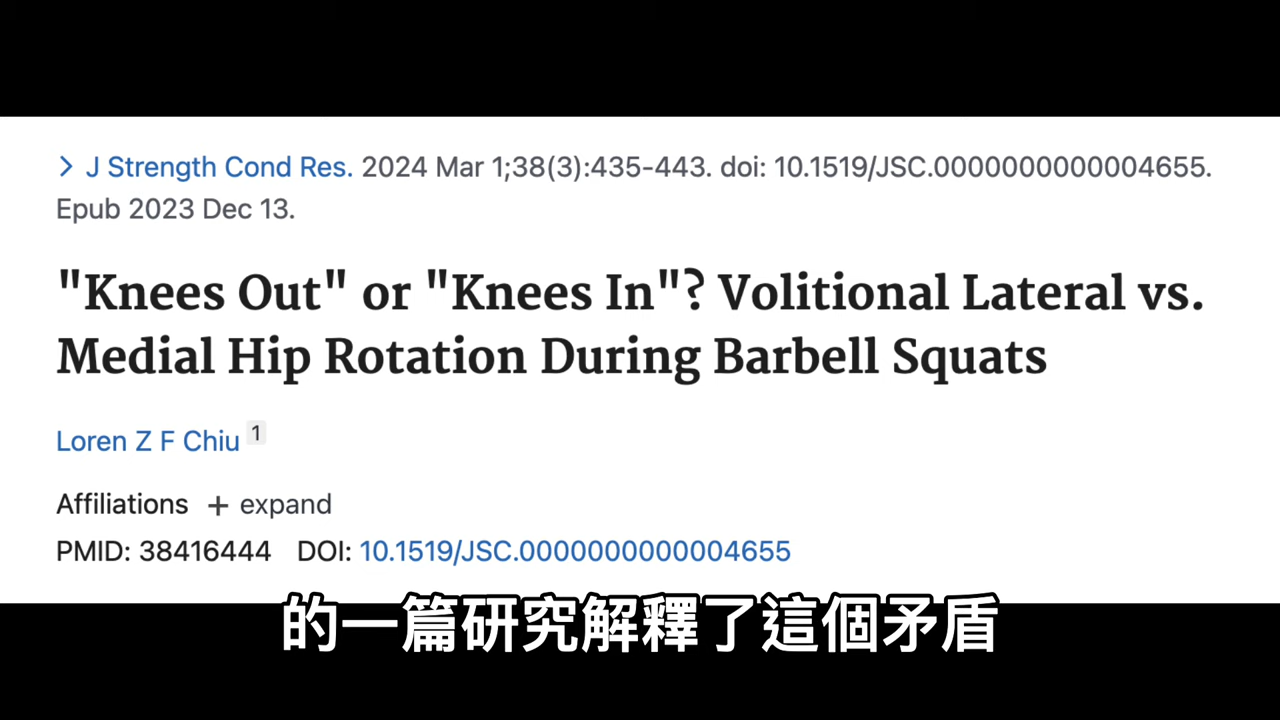 > J Strength Cond Res. 2024 Mar 1;38(3):435-443. doi: 10.1519/JSC.0000000000004655.
Epub 2023 Dec 13.
"Knees Out" or "Knees In"? Volitional Lateral vs.
Medial Hip Rotation During Barbell Squats
Loren Z F Chiu 1
Affiliations + expand
PMID: 38416444 DOI: 10.1519/JSC.0000000000004655
的一篇研究解釋了這個矛盾